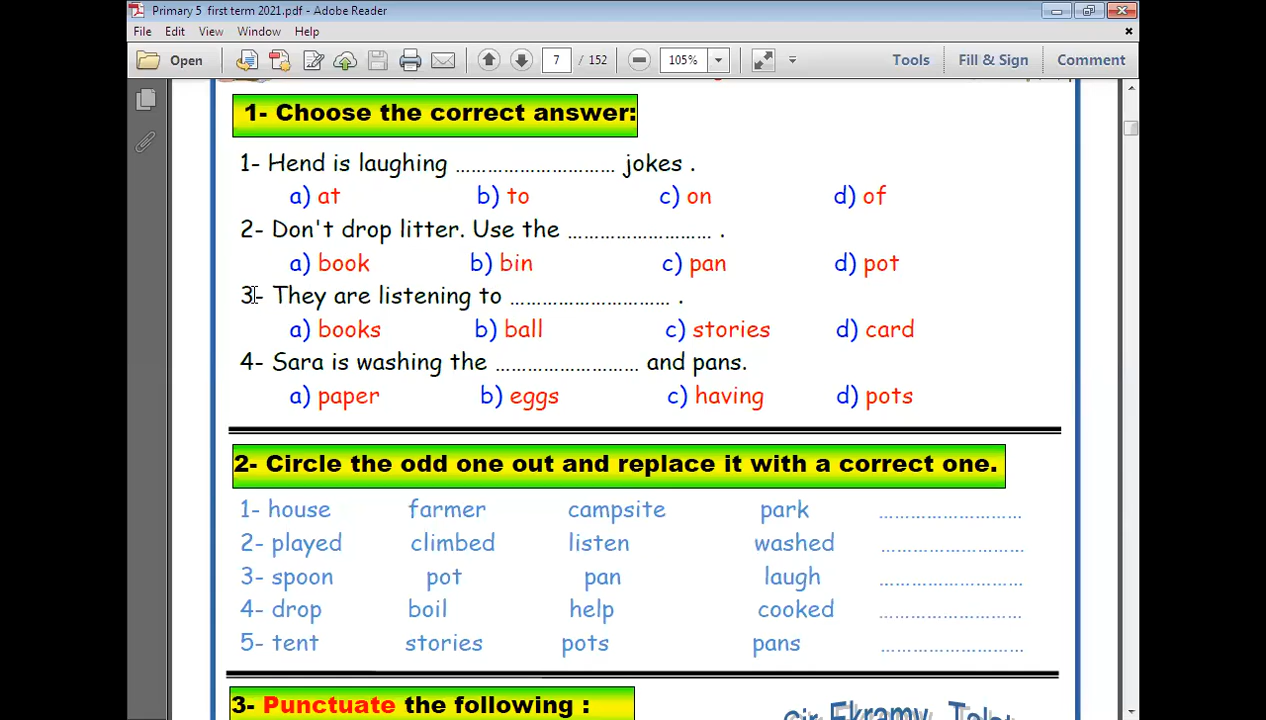 Primary 5 first term 2021.pdf - Adobe Reader
File Edit View Window Help
Open 7 / 152 105% Tools Fill & Sign Comment
1- Choose the correct answer:
1- Hend is laughing ............................ jokes .
a) at b) to c) on d) of
2- Don't drop litter. Use the ......................... .
a) book b) bin c) pan d) pot
3- They are listening to ............................ .
a) books b) ball c) stories d) card
4- Sara is washing the ......................... and pans.
a) paper b) eggs c) having d) pots
2- Circle the odd one out and replace it with a correct one.
1- house farmer campsite park .........................
2- played climbed listen washed .........................
3- spoon pot pan laugh .........................
4- drop boil help cooked .........................
5- tent stories pots pans .........................
3- Punctuate the following :
Sir Ekramy